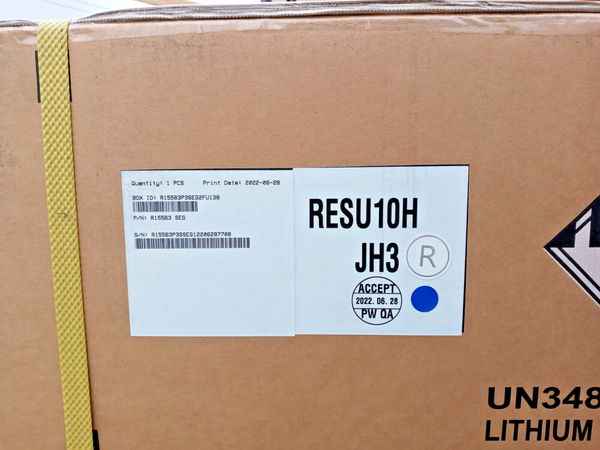 Quantity: 1 PCS Print Date: 2022-06-28
BOX ID: R15563P3SEG2FU138
P/N: R15563 SEG
S/N: R15563P3SSEG12206287708
RESU10H
JH3 R
ACCEPT
2022. 06. 28
PW QA
UN348
LITHIUM